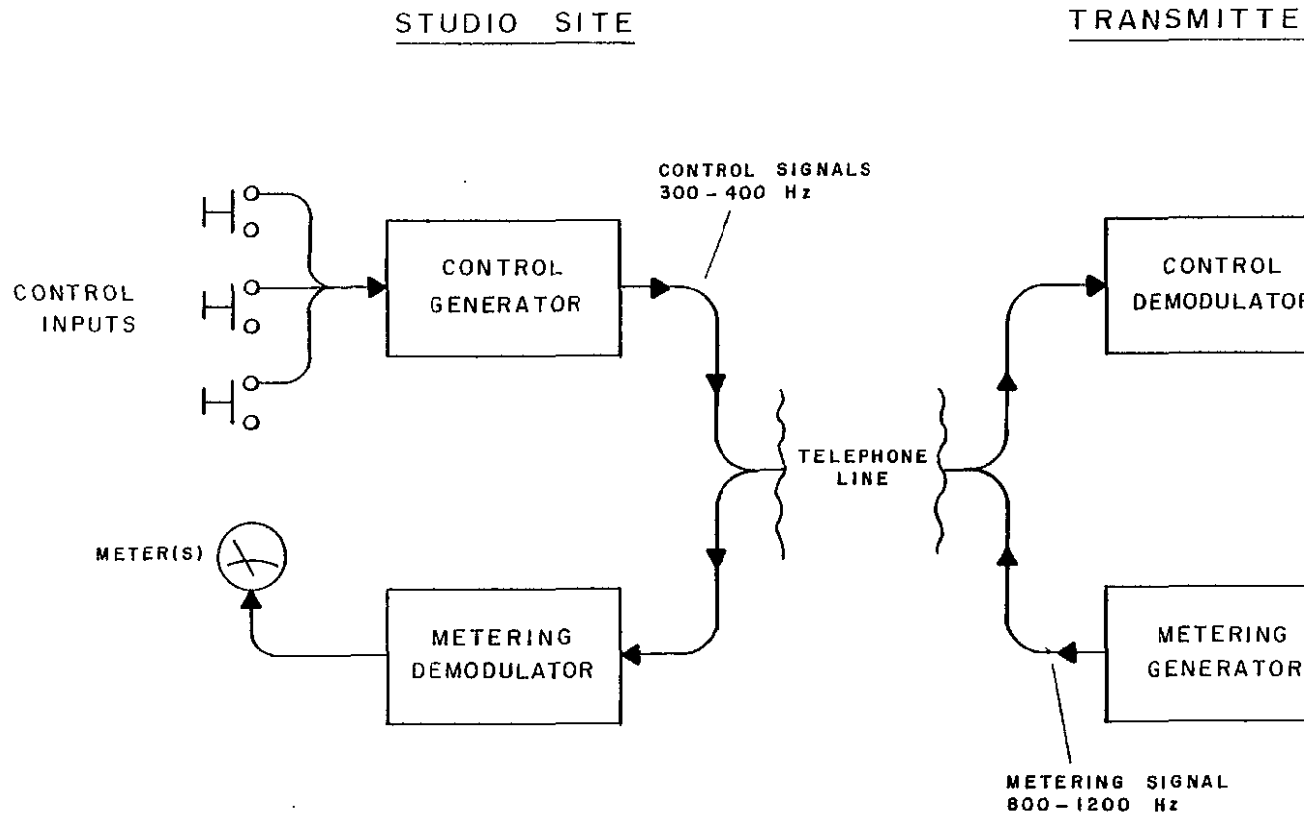 STUDIO SITE
TRANSMITTE
CONTROL SIGNALS
300-400 Hz
CONTROL
INPUTS
CONTROL
GENERATOR
CONTROL
DEMODULATOR
TELEPHONE
LINE
METER(S)
METERING
DEMODULATOR
METERING
GENERATOR
METERING SIGNAL
800-1200 Hz